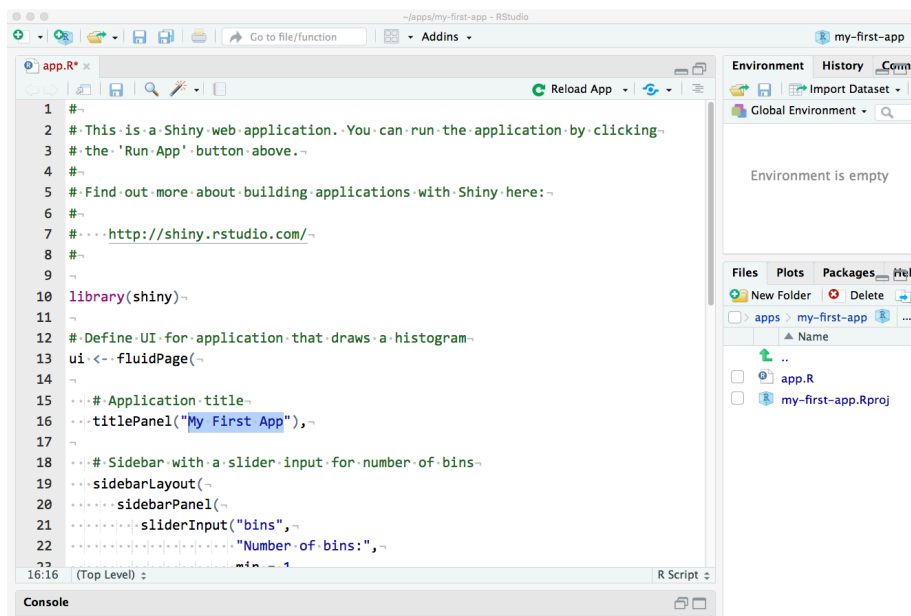 ~/apps/my-first-app - RStudio
Go to file/function
Addins
my-first-app
app.R*
Reload App
1 #
2 # This is a Shiny web application. You can run the application by clicking
3 # the 'Run App' button above.
4 #
5 # Find out more about building applications with Shiny here:
6 #
7 #    http://shiny.rstudio.com/
8 #
9
10 library(shiny)
11
12 # Define UI for application that draws a histogram
13 ui <- fluidPage(
14
15    # Application title
16    titlePanel("My First App"),
17
18    # Sidebar with a slider input for number of bins
19    sidebarLayout(
20       sidebarPanel(
21          sliderInput("bins",
22                      "Number of bins:",
23                      min = 1
16:16 (Top Level) R Script
Console
Environment History Conn
Import Dataset
Global Environment
Environment is empty
Files Plots Packages Hel
New Folder Delete
apps my-first-app ...
Name
..
app.R
my-first-app.Rproj